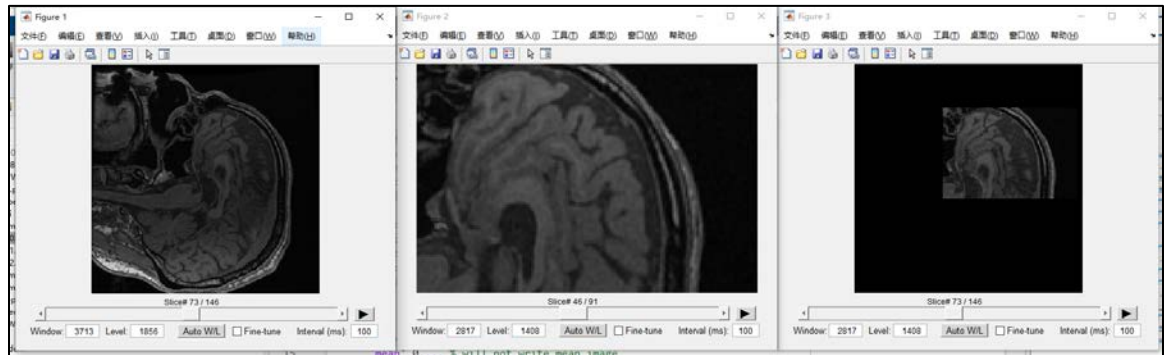 Figure 1
文件(F) 编辑(E) 查看(V) 插入(I) 工具(T) 桌面(D) 窗口(W) 帮助(H)
Slice# 73 / 146
Window: 3713 Level: 1856 Auto W/L Fine-tune Interval (ms): 100
Figure 2
文件(F) 编辑(E) 查看(V) 插入(I) 工具(T) 桌面(D) 窗口(W) 帮助(H)
Slice# 46 / 91
Window: 2817 Level: 1408 Auto W/L Fine-tune Interval (ms): 100
Figure 3
文件(F) 编辑(E) 查看(V) 插入(I) 工具(T) 桌面(D) 窗口(W) 帮助(H)
Slice# 73 / 146
Window: 2817 Level: 1408 Auto W/L Fine-tune Interval (ms): 100
15 mean' 0 % will not write mean image